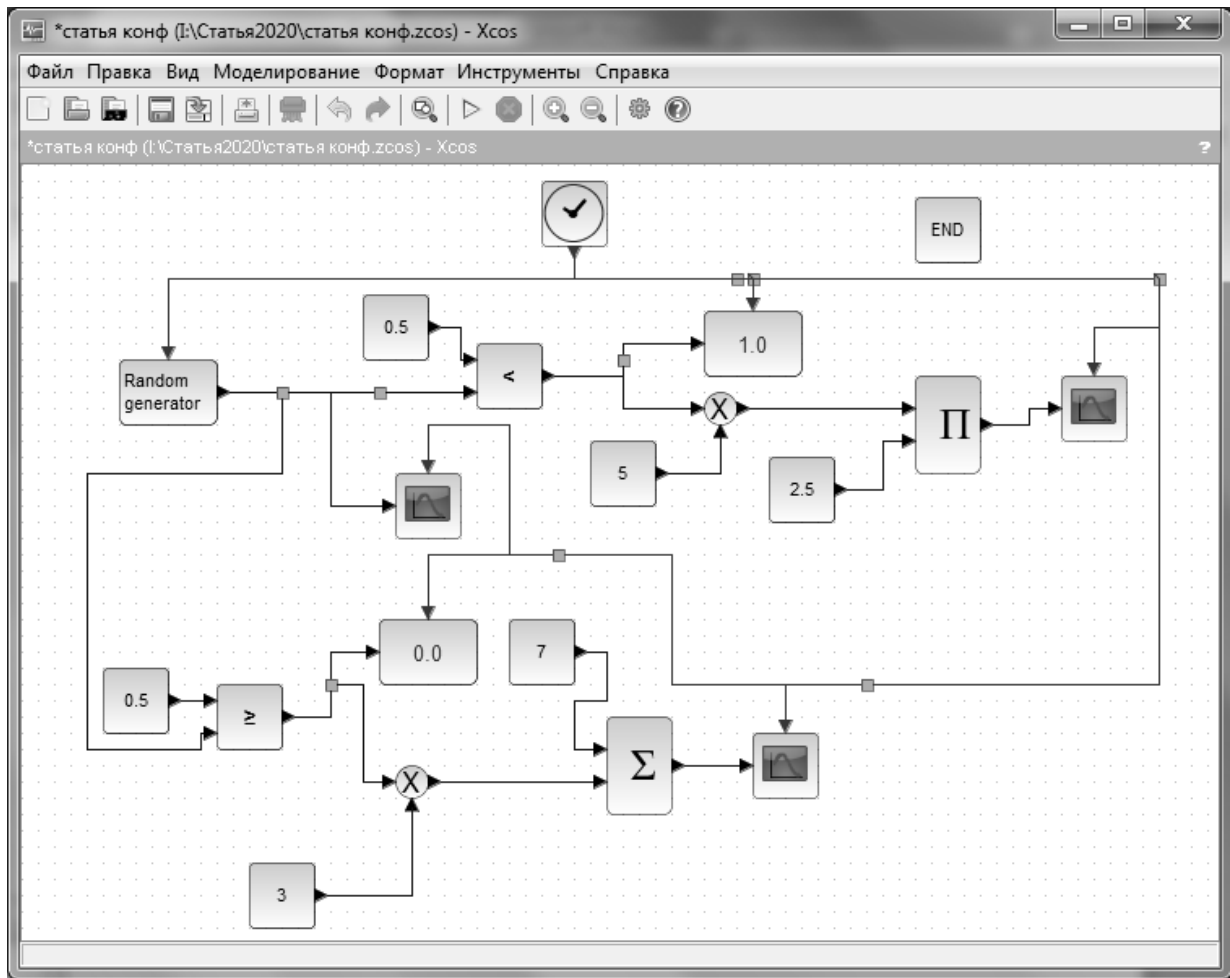 *статья конф (I:\Статья2020\статья конф.zcos) - Xcos
Файл Правка Вид Моделирование Формат Инструменты Справка
*статья конф (I:\Статья2020\статья конф.zcos) - Xcos
?
END
0.5
1.0
<
Random
generator
X
Π
5
2.5
0.0
7
0.5
≥
Σ
X
3